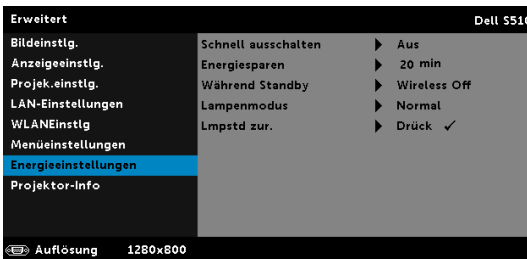 Erweitert Dell S510
Bildeinstlg. Schnell ausschalten Aus
Anzeigeeinstlg. Energiesparen 20 min
Projek.einstlg. Während Standby Wireless Off
LAN-Einstellungen Lampenmodus Normal
WLANEinstlg Lmpstd zur. Drück ✓
Menüeinstellungen
Energieeinstellungen
Projektor-Info
Auflösung 1280x800